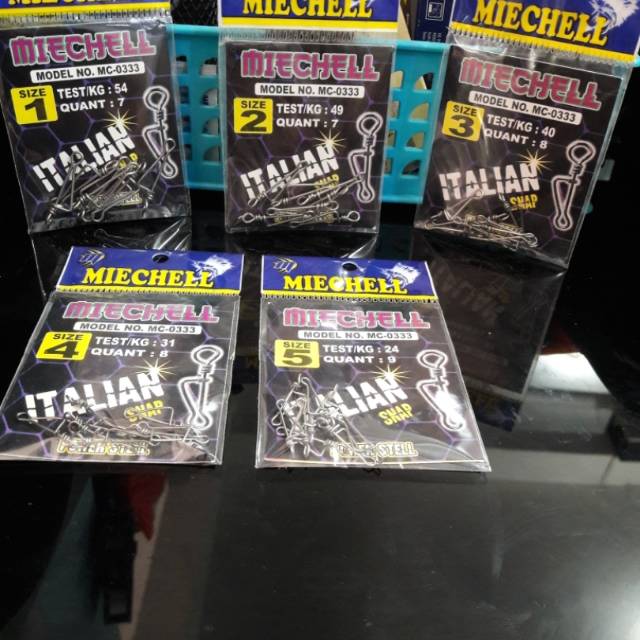 MIECHELL
MIECHELL
MODEL NO. MC-0333
SIZE 1
TEST/KG : 54
QUANT : 7
ITALIAN
MIECHELL
MIECHELL
MODEL NO. MC-0333
SIZE 2
TEST/KG : 49
QUANT : 7
ITALIAN
SNAP
MIECHELL
MIECHELL
MODEL NO. MC-0333
SIZE 3
TEST/KG : 40
QUANT : 8
ITALIAN
SNAP
MIECHELL
MIECHELL
MODEL NO. MC-0333
SIZE 4
TEST/KG : 31
QUANT : 8
ITALIAN
SNAP
MIECHELL
MIECHELL
MODEL NO. MC-0333
SIZE 5
TEST/KG : 24
QUANT : 9
ITALIAN
SNAP